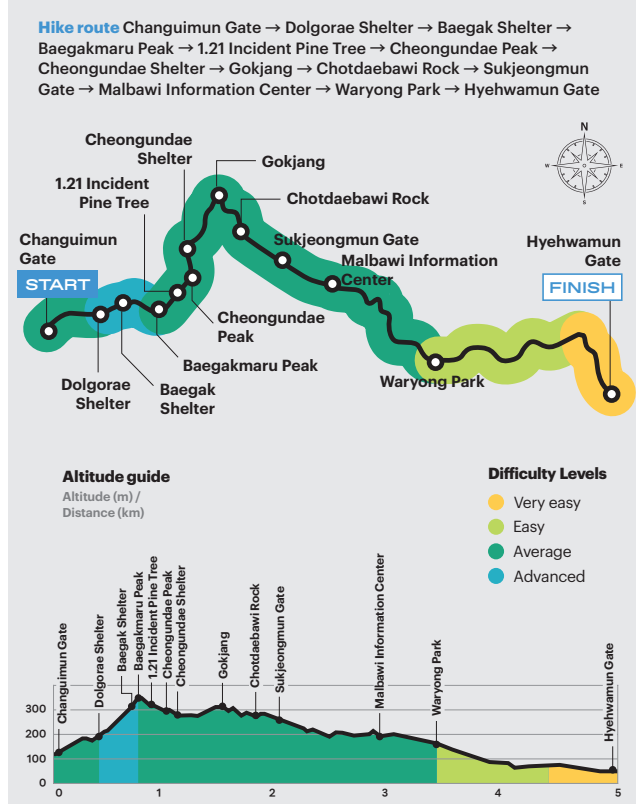 Hike route Changuimun Gate → Dolgorae Shelter → Baegak Shelter →
Baegakmaru Peak → 1.21 Incident Pine Tree → Cheongundae Peak →
Cheongundae Shelter → Gokjang → Chotdaebawi Rock → Sukjeongmun
Gate → Malbawi Information Center → Waryong Park → Hyehwamun Gate
N
W
E
S
Cheongundae
Shelter
Gokjang
1.21 Incident
Pine Tree
Chotdaebawi Rock
Changuimun
Gate
START
Sukjeongmun Gate
Malbawi Information
Center
Hyehwamun
Gate
FINISH
Cheongundae
Peak
Baegakmaru Peak
Dolgorae
Shelter
Baegak
Shelter
Waryong Park
Altitude guide
Altitude (m) /
Distance (km)
Difficulty Levels
Very easy
Easy
Average
Advanced
Changuimun Gate
Dolgorae Shelter
Baegak Shelter
Baegakmaru Peak
1.21 Incident Pine Tree
Cheongundae Peak
Cheongundae Shelter
Gokjang
Chotdaebawi Rock
Sukjeongmun Gate
Malbawi Information Center
Waryong Park
Hyehwamun Gate
300
200
100
0
0 1 2 3 4 5